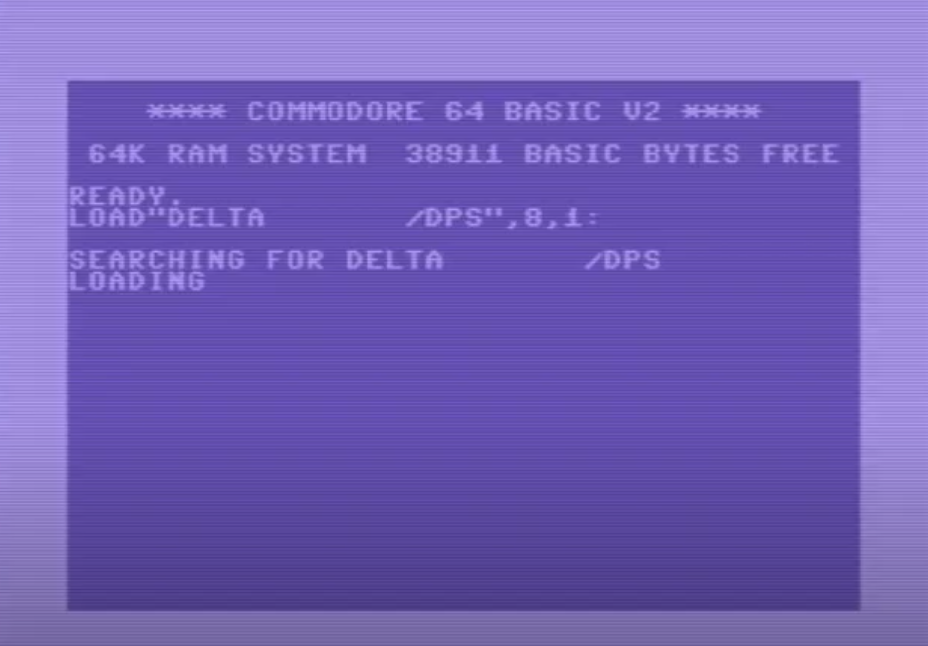 **** COMMODORE 64 BASIC V2 ****
64K RAM SYSTEM  38911 BASIC BYTES FREE
READY.
LOAD"DELTA       /DPS",8,1:
SEARCHING FOR DELTA       /DPS
LOADING